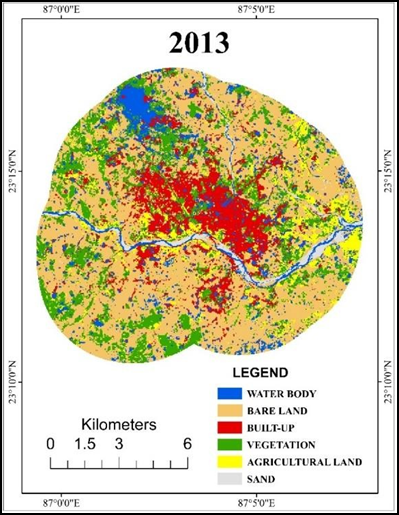 87°0'0"E 87°5'0"E
2013
23°15'0"N 23°15'0"N
23°10'0"N 23°10'0"N
LEGEND
WATER BODY
BARE LAND
BUILT-UP
VEGETATION
AGRICULTURAL LAND
SAND
Kilometers
0 1.5 3 6
87°0'0"E 87°5'0"E